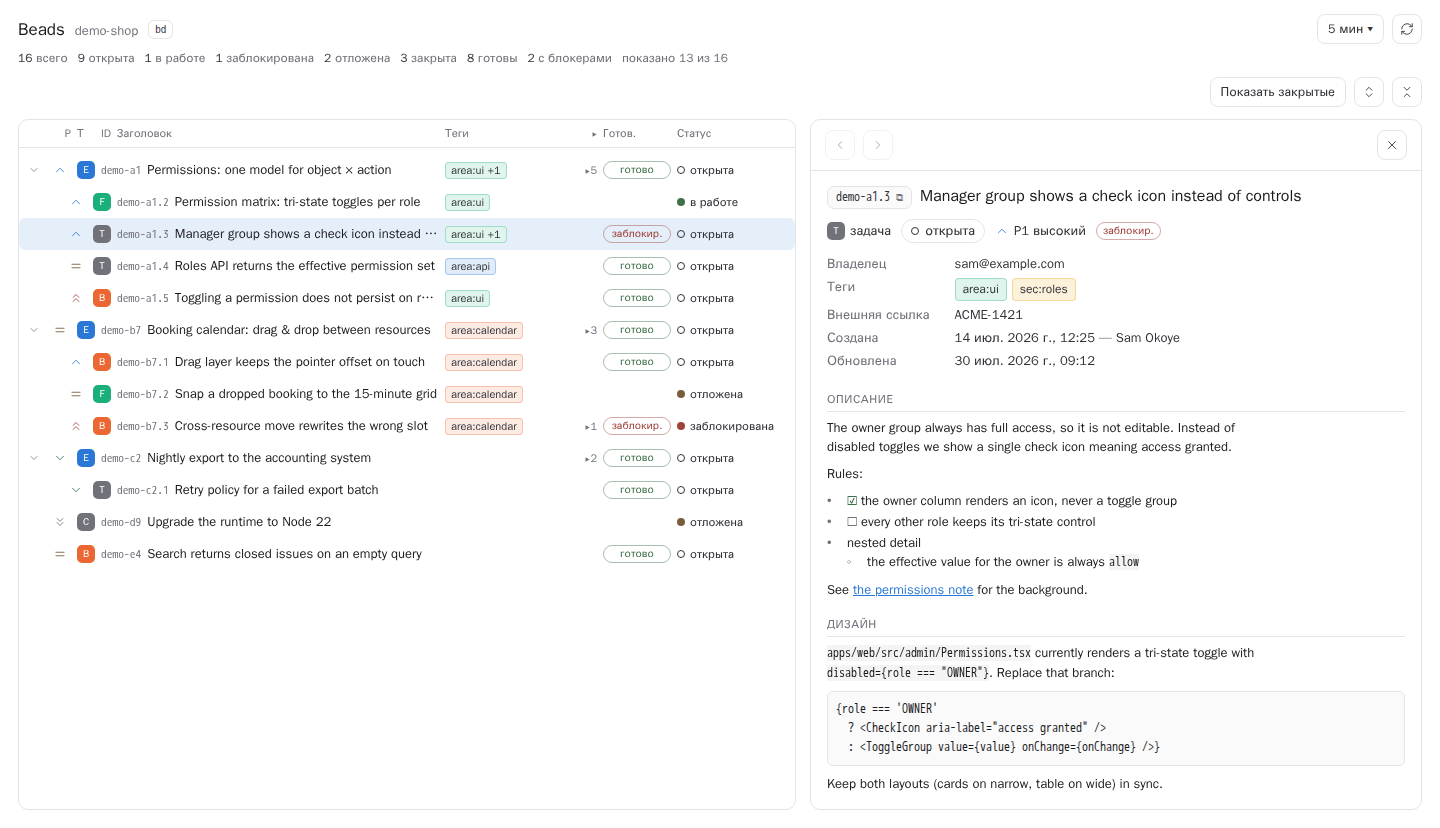 Beads demo-shop bd
5 мин ▾
16 всего 9 открыта 1 в работе 1 заблокирована 2 отложена 3 закрыта 8 готовы 2 с блокерами показано 13 из 16
Показать закрытые
P T ID Заголовок Теги ▸ Готов. Статус
E demo-a1 Permissions: one model for object × action area:ui +1 ▸5 готово открыта
F demo-a1.2 Permission matrix: tri-state toggles per role area:ui в работе
T demo-a1.3 Manager group shows a check icon instead ⋯ area:ui +1 заблокир. открыта
T demo-a1.4 Roles API returns the effective permission set area:api готово открыта
B demo-a1.5 Toggling a permission does not persist on r⋯ area:ui готово открыта
E demo-b7 Booking calendar: drag & drop between resources area:calendar ▸3 готово открыта
B demo-b7.1 Drag layer keeps the pointer offset on touch area:calendar готово открыта
F demo-b7.2 Snap a dropped booking to the 15-minute grid area:calendar отложена
B demo-b7.3 Cross-resource move rewrites the wrong slot area:calendar ▸1 заблокир. заблокирована
E demo-c2 Nightly export to the accounting system ▸2 готово открыта
T demo-c2.1 Retry policy for a failed export batch готово открыта
C demo-d9 Upgrade the runtime to Node 22 отложена
B demo-e4 Search returns closed issues on an empty query готово открыта
demo-a1.3 ⧉ Manager group shows a check icon instead of controls
T задача открыта P1 высокий заблокир.
Владелец sam@example.com
Теги area:ui sec:roles
Внешняя ссылка ACME-1421
Создана 14 июл. 2026 г., 12:25 — Sam Okoye
Обновлена 30 июл. 2026 г., 09:12
ОПИСАНИЕ
The owner group always has full access, so it is not editable. Instead of
disabled toggles we show a single check icon meaning access granted.
Rules:
• ☑ the owner column renders an icon, never a toggle group
• ☐ every other role keeps its tri-state control
• nested detail
◦ the effective value for the owner is always allow
See the permissions note for the background.
ДИЗАЙН
apps/web/src/admin/Permissions.tsx currently renders a tri-state toggle with
disabled={role === "OWNER"}. Replace that branch:
{role === 'OWNER'
? <CheckIcon aria-label="access granted" />
: <ToggleGroup value={value} onChange={onChange} />}
Keep both layouts (cards on narrow, table on wide) in sync.